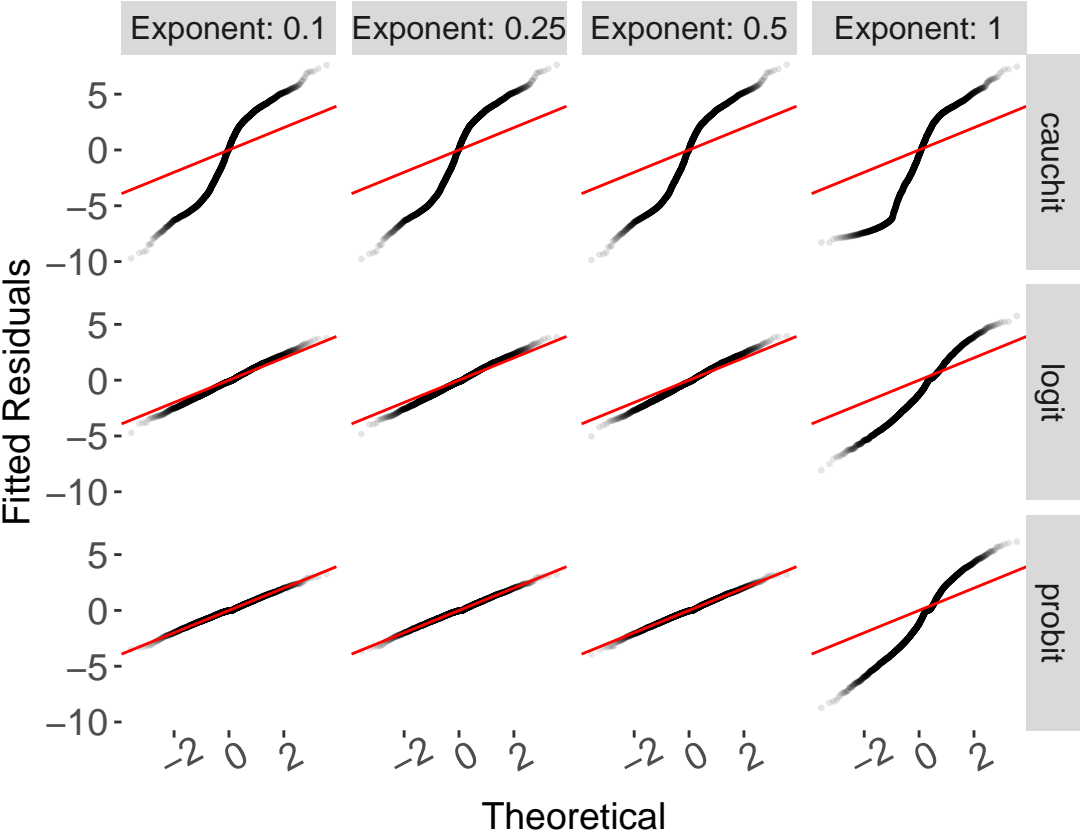 Exponent: 0.1
Exponent: 0.25
Exponent: 0.5
Exponent: 1
5
0
−5
−10
cauchit
5
0
−5
−10
logit
5
0
−5
−10
probit
Fitted Residuals
−2
0
2
−2
0
2
−2
0
2
−2
0
2
Theoretical